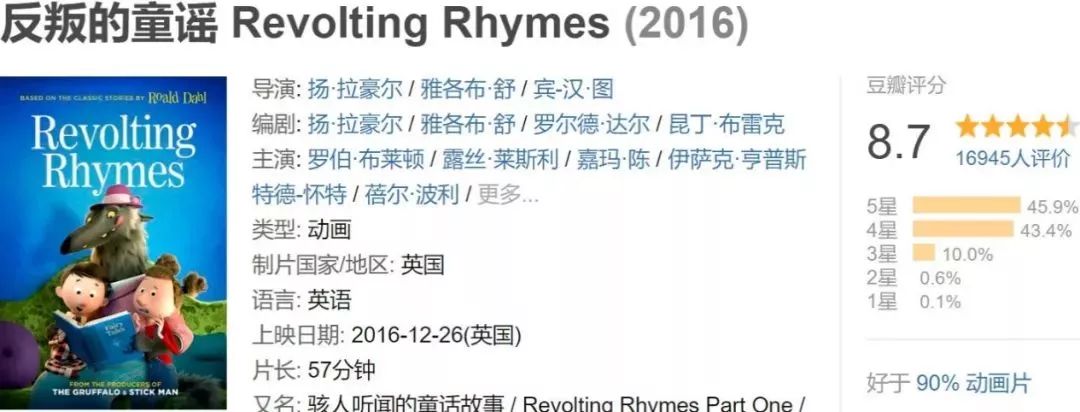 反叛的童谣 Revolting Rhymes (2016)
BASED ON THE CLASSIC STORIES BY Roald Dahl
Revolting
Rhymes
Fairy
Tales
FROM THE PRODUCERS OF
THE GRUFFALO & STICK MAN
导演: 扬·拉豪尔 / 雅各布·舒 / 宾-汉·图
编剧: 扬·拉豪尔 / 雅各布·舒 / 罗尔德·达尔 / 昆丁·布雷克
主演: 罗伯·布莱顿 / 露丝·莱斯利 / 嘉玛·陈 / 伊萨克·亨普斯
特德-怀特 / 蓓尔·波利 / 更多...
类型: 动画
制片国家/地区: 英国
语言: 英语
上映日期: 2016-12-26(英国)
片长: 57分钟
又名: 骇人听闻的童话故事 / Revolting Rhymes Part One /
豆瓣评分
8.7
16945人评价
5星 45.9%
4星 43.4%
3星 10.0%
2星 0.6%
1星 0.1%
好于 90% 动画片